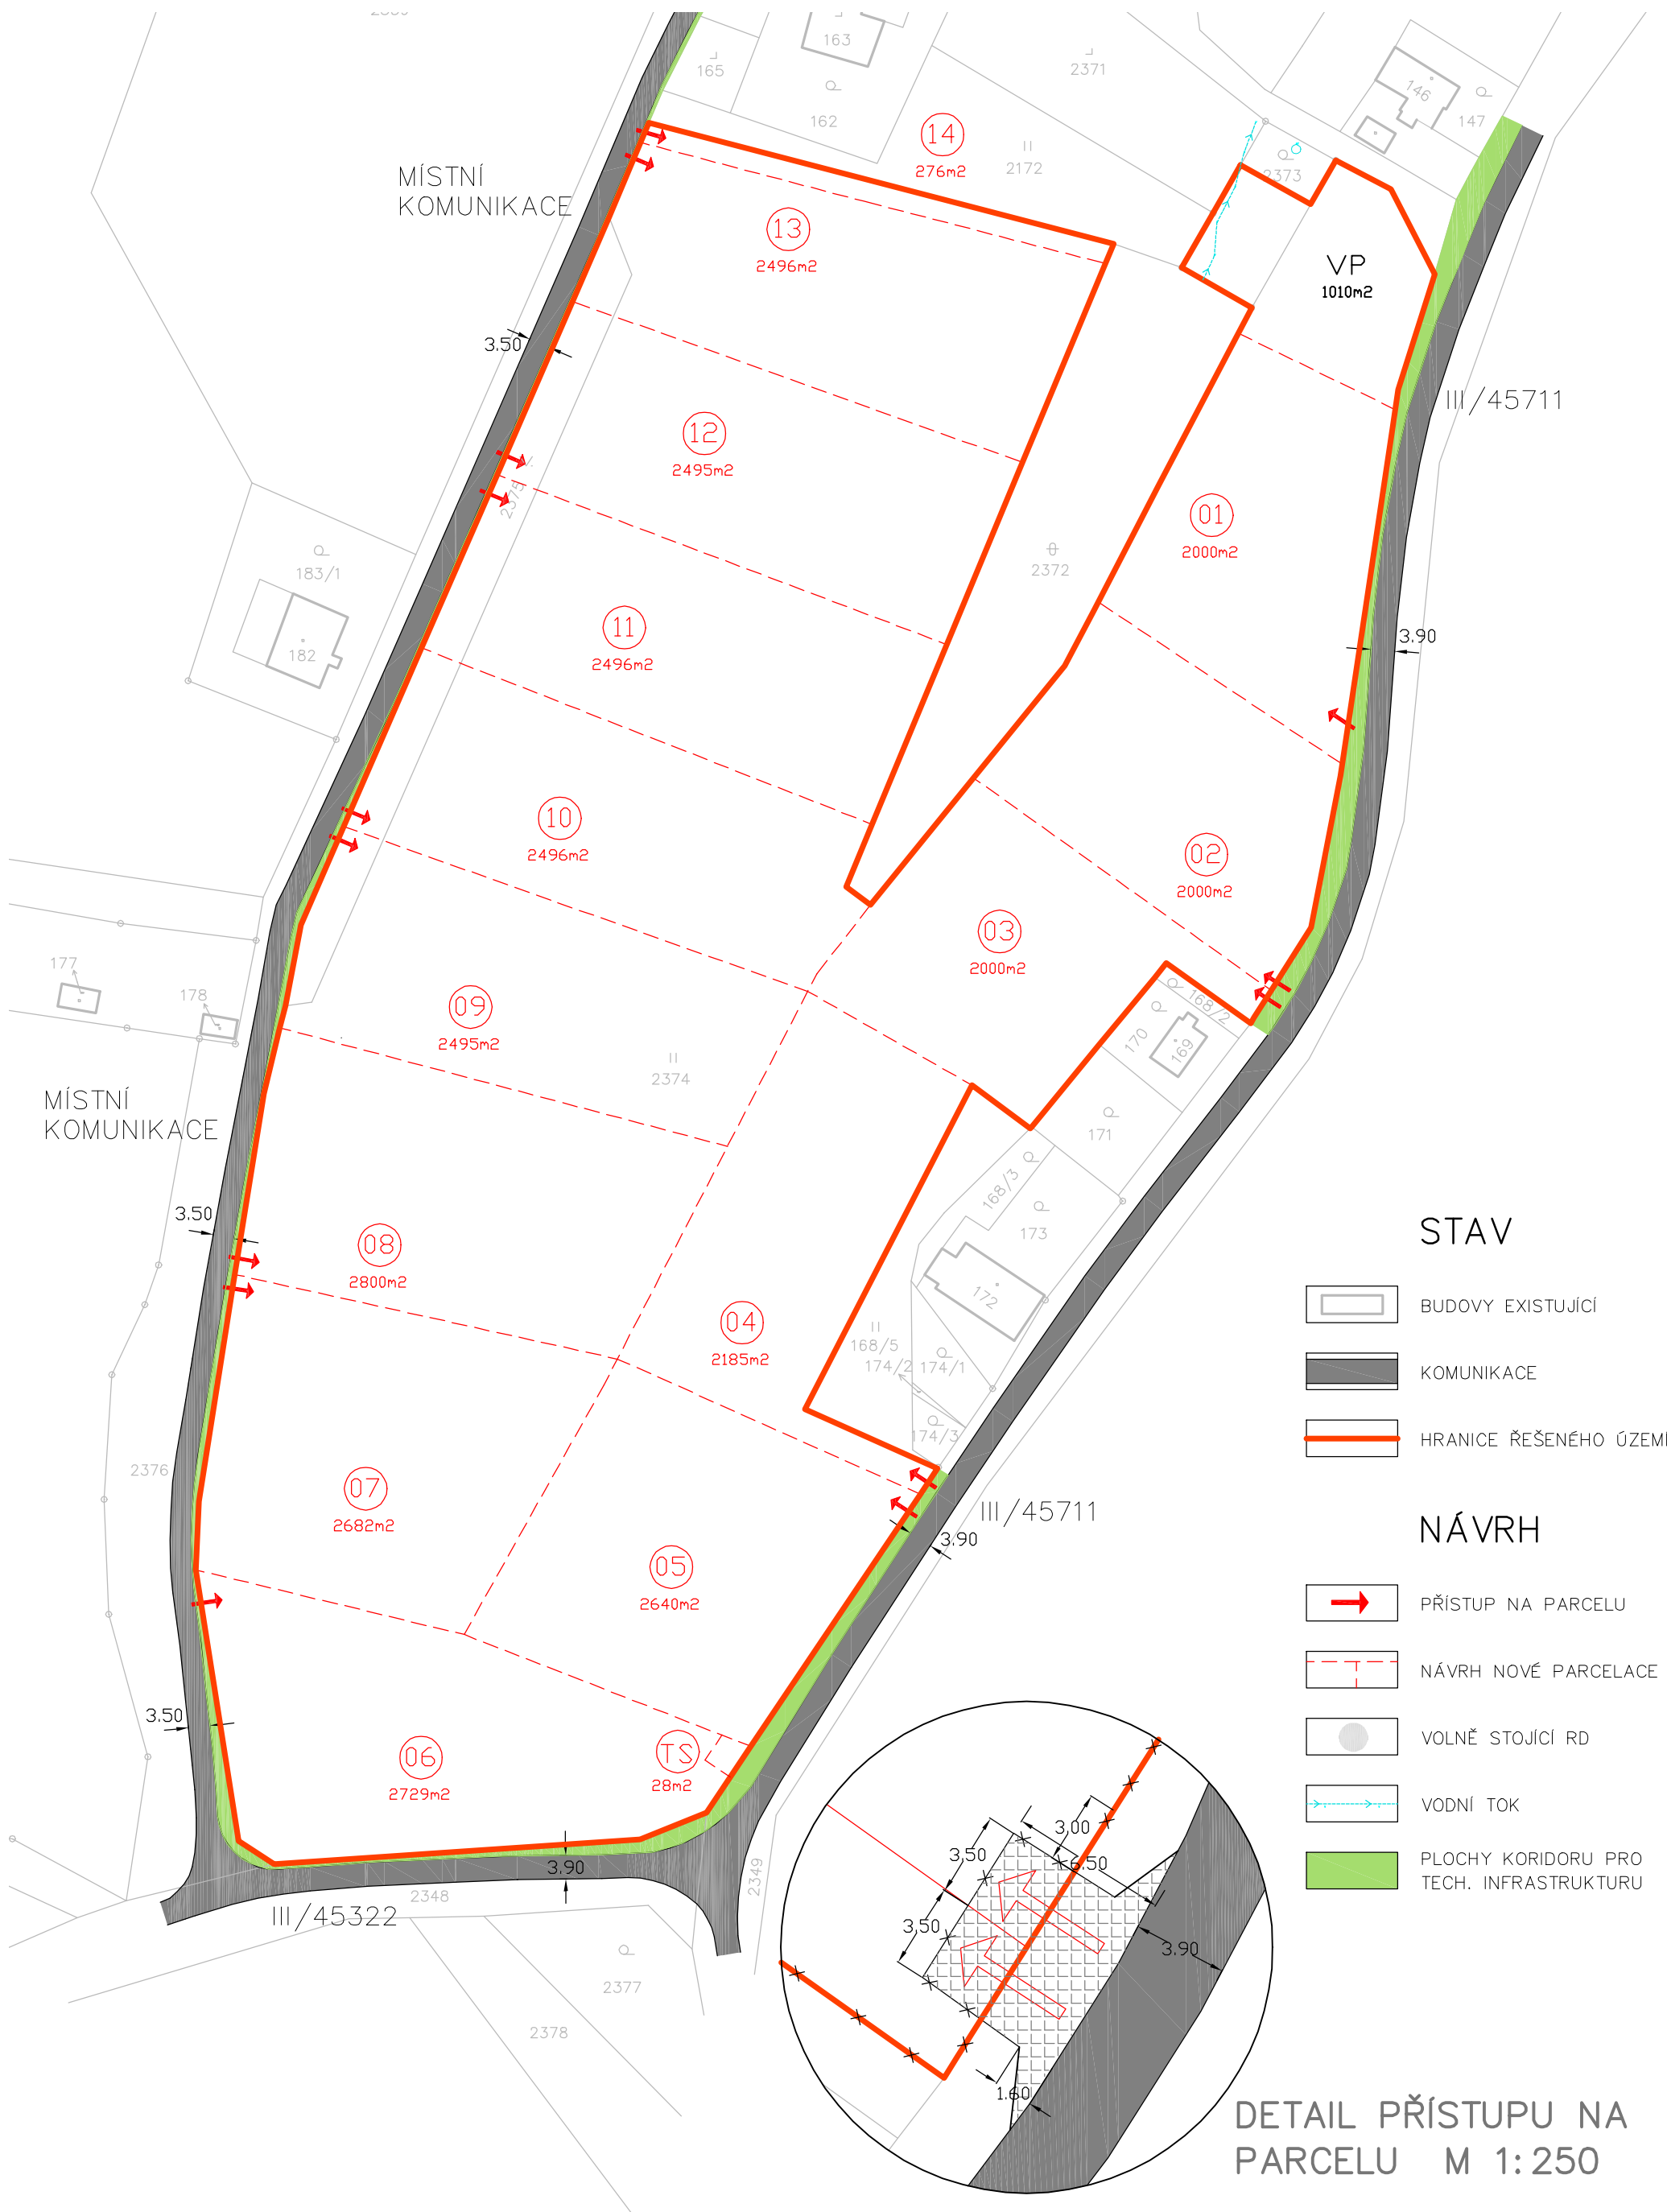 163
165
162
2371
146
147
14
276m2
2172
2373
MÍSTNÍ
KOMUNIKACE
13
2496m2
VP
1010m2
3.50
III/45711
12
2495m2
2375
01
2000m2
183/1
182
2372
11
2496m2
3.90
10
2496m2
02
2000m2
03
2000m2
177
178
168/2
170
169
09
2495m2
2374
MÍSTNÍ
KOMUNIKACE
171
168/3
173
3.50
08
2800m2
172
04
2185m2
168/5
174/2
174/1
174/3
2376
07
2682m2
III/45711
3.90
05
2640m2
3.50
06
2729m2
TS
28m2
3.90
2348
2349
III/45322
2377
2378
STAV
BUDOVY EXISTUJÍCÍ
KOMUNIKACE
HRANICE ŘEŠENÉHO ÚZEMÍ
NÁVRH
PŘÍSTUP NA PARCELU
NÁVRH NOVÉ PARCELACE
VOLNĚ STOJÍCÍ RD
VODNÍ TOK
PLOCHY KORIDORU PRO
TECH. INFRASTRUKTURU
3,00
3,50
6,50
3,50
3,90
1,60
DETAIL PŘÍSTUPU NA
PARCELU M 1:250